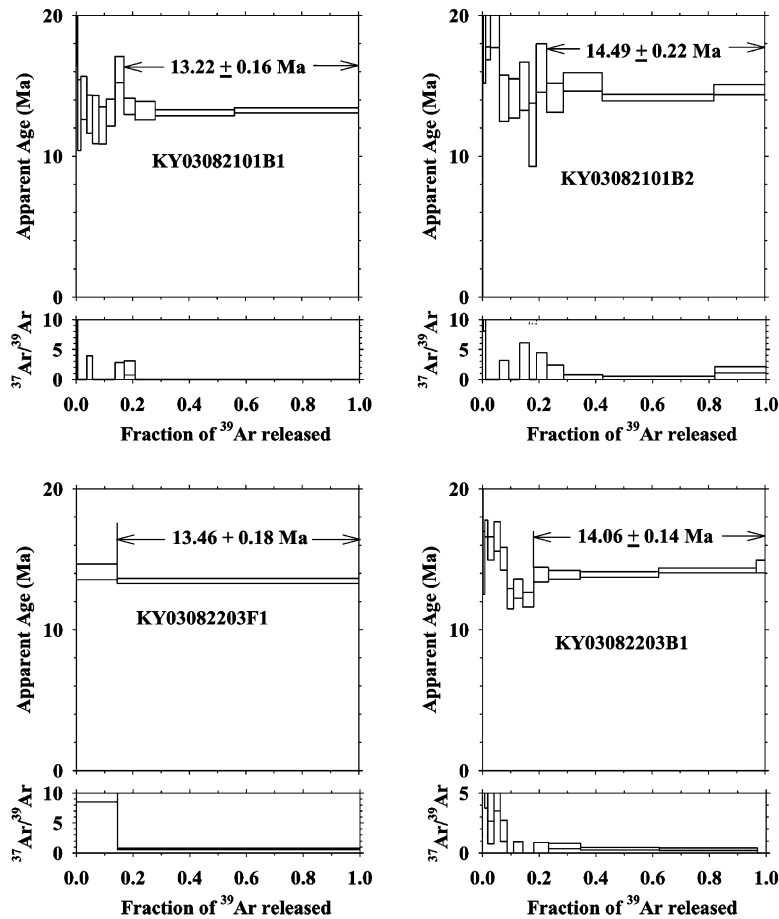 20
10
0
Apparent Age (Ma)
13.22 ± 0.16 Ma
KY03082101B1
10
5
0
³⁷Ar/³⁹Ar
0.0 0.2 0.4 0.6 0.8 1.0
Fraction of ³⁹Ar released
20
10
0
Apparent Age (Ma)
14.49 ± 0.22 Ma
KY03082101B2
10
5
0
³⁷Ar/³⁹Ar
0.0 0.2 0.4 0.6 0.8 1.0
Fraction of ³⁹Ar released
20
10
0
Apparent Age (Ma)
13.46 + 0.18 Ma
KY03082203F1
10
5
0
³⁷Ar/³⁹Ar
0.0 0.2 0.4 0.6 0.8 1.0
Fraction of ³⁹Ar released
20
10
0
Apparent Age (Ma)
14.06 ± 0.14 Ma
KY03082203B1
5
0
³⁷Ar/³⁹Ar
0.0 0.2 0.4 0.6 0.8 1.0
Fraction of ³⁹Ar released